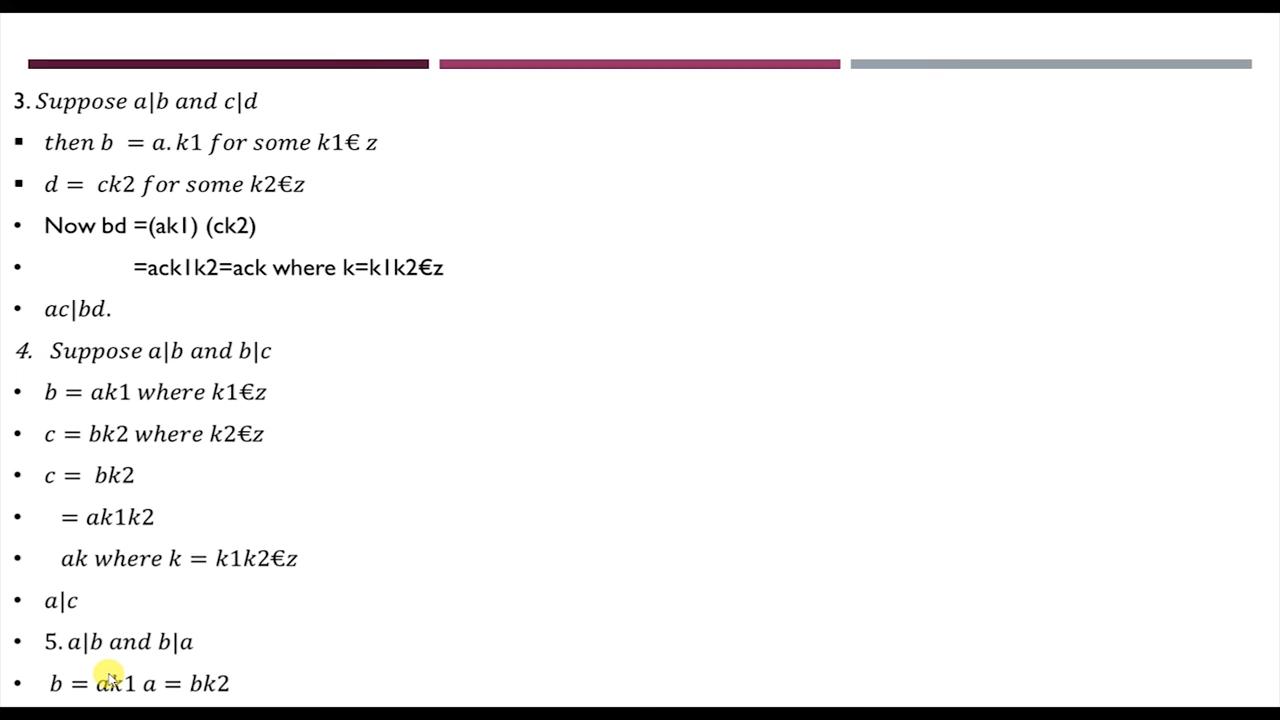 3. Suppose a|b and c|d
▪ then b = a. k1 for some k1€ z
▪ d = ck2 for some k2€z
• Now bd =(ak1) (ck2)
• =ack1k2=ack where k=k1k2€z
• ac|bd.
4. Suppose a|b and b|c
• b = ak1 where k1€z
• c = bk2 where k2€z
• c = bk2
• = ak1k2
• ak where k = k1k2€z
• a|c
• 5. a|b and b|a
• b = ak1 a = bk2